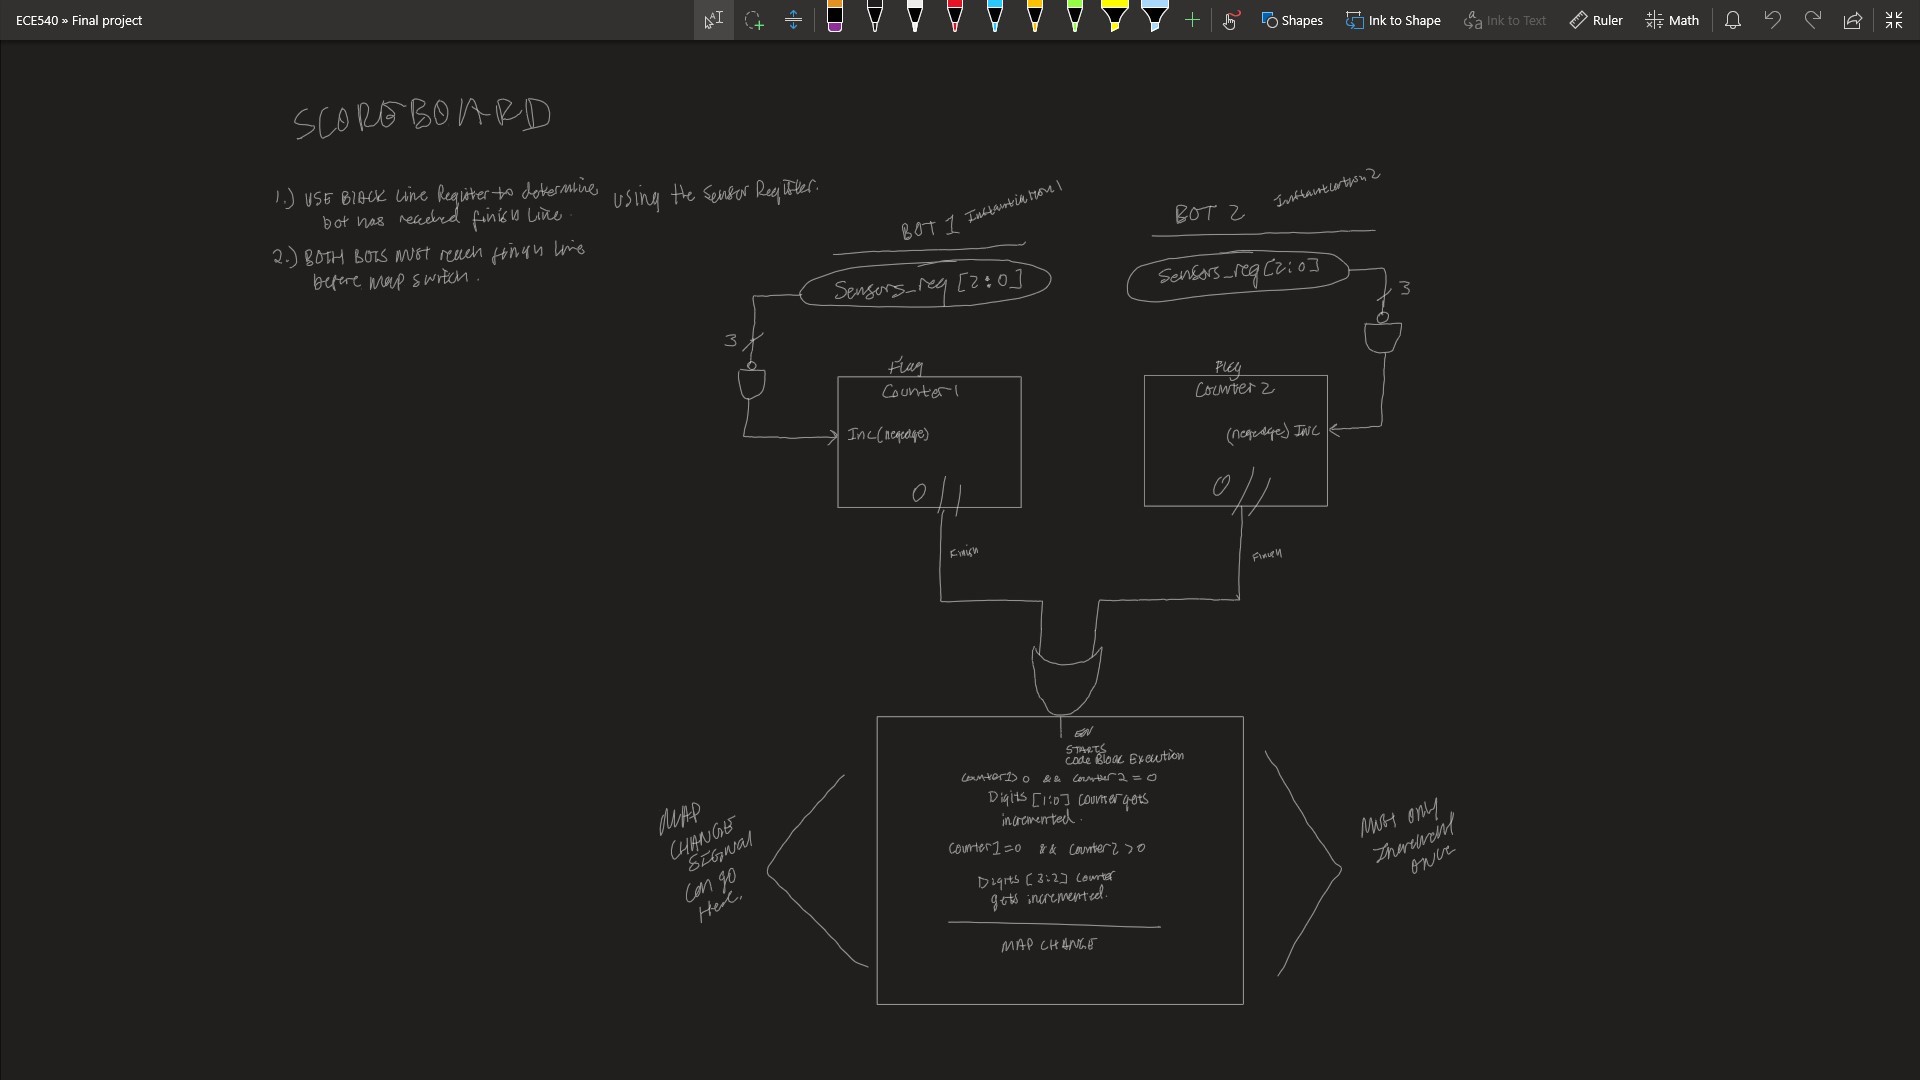 ECE540 » Final project
Shapes
Ink to Shape
Ink to Text
Ruler
Math
SCOREBOARD
1.) USE BLACK Line Register to determine using the Sensor Register.
bot has reached finish line.
2.) BOTH BOTS MUST reach finish line
before map switch.
BOT 1 Instantiation 1
Sensors_reg [2:0]
3
Flag
Counter 1
Inc (negedge)
0 //
Finish
BOT 2 Instantiation 2
Sensors_reg [2:0]
3
Flag
Counter 2
(negedge) INC
0 //
Finish
EN
STARTS
Code Block Execution
Counter1>0 && Counter2=0
Digits [1:0] counter gets
incremented.
Counter1=0 && Counter2>0
Digits [3:2] counter
gets incremented.
MAP CHANGE
MAP
CHANGE
SIGNAL
can go
Here.
MUST only
Increment
once